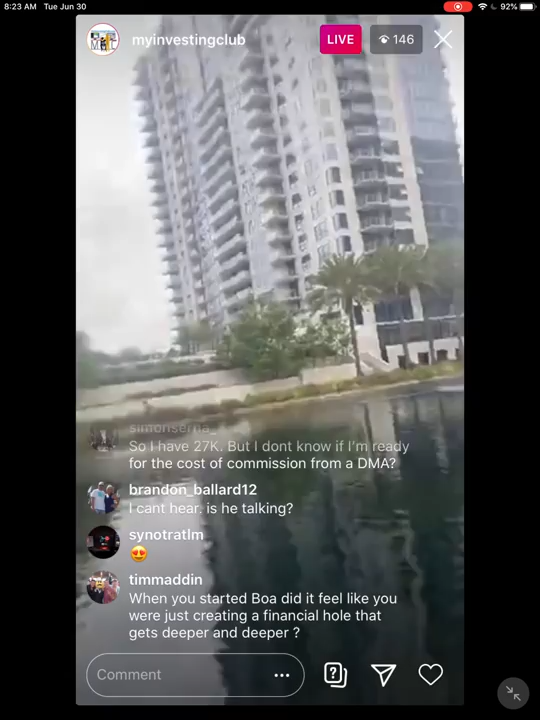 8:23 AM Tue Jun 30
92%
myinvestingclub
LIVE
146
simonserna_
So I have 27K. But I dont know if I'm ready
for the cost of commission from a DMA?
brandon_ballard12
I cant hear. is he talking?
synotratlm
😍
timmaddin
When you started Boa did it feel like you
were just creating a financial hole that
gets deeper and deeper ?
Comment